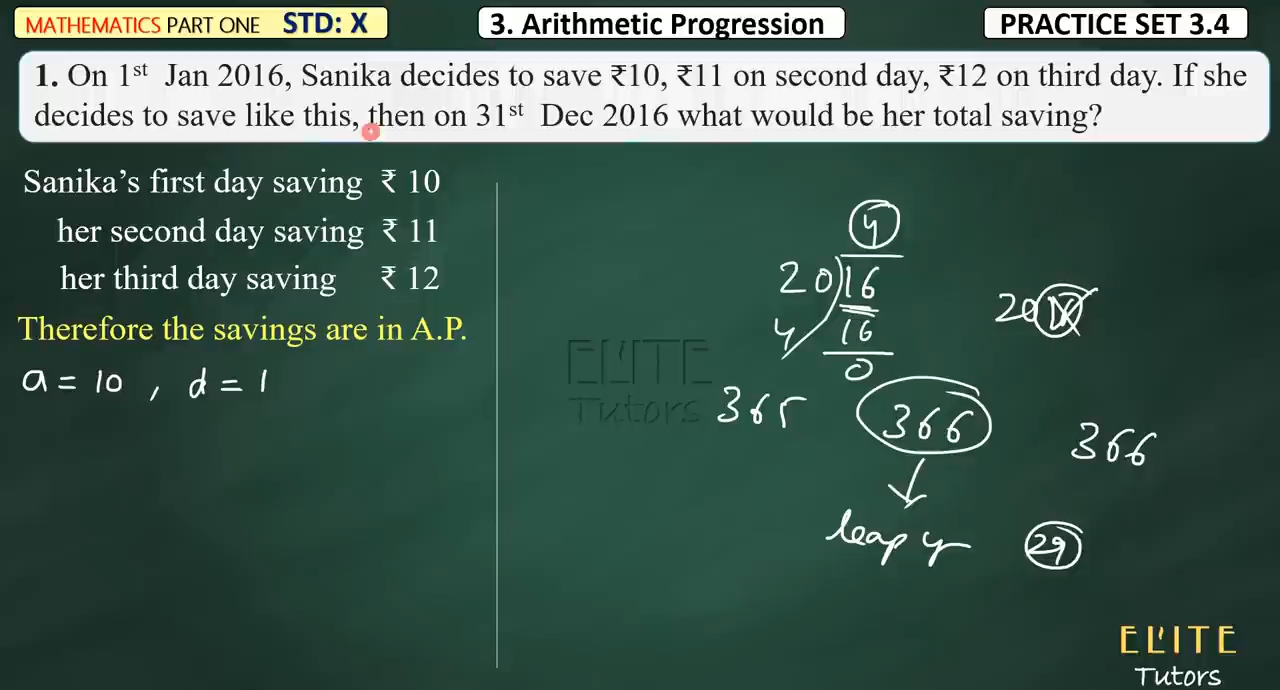 MATHEMATICS PART ONE STD: X
3. Arithmetic Progression
PRACTICE SET 3.4
1. On 1st Jan 2016, Sanika decides to save ₹10, ₹11 on second day, ₹12 on third day. If she
decides to save like this, then on 31st Dec 2016 what would be her total saving?
Sanika's first day saving ₹ 10
her second day saving ₹ 11
her third day saving ₹ 12
Therefore the savings are in A.P.
a = 10 , d = 1
4
20)16
4 16
0
20
365 366 366
leap y 29
ELITE
Tutors
ELITE
Tutors